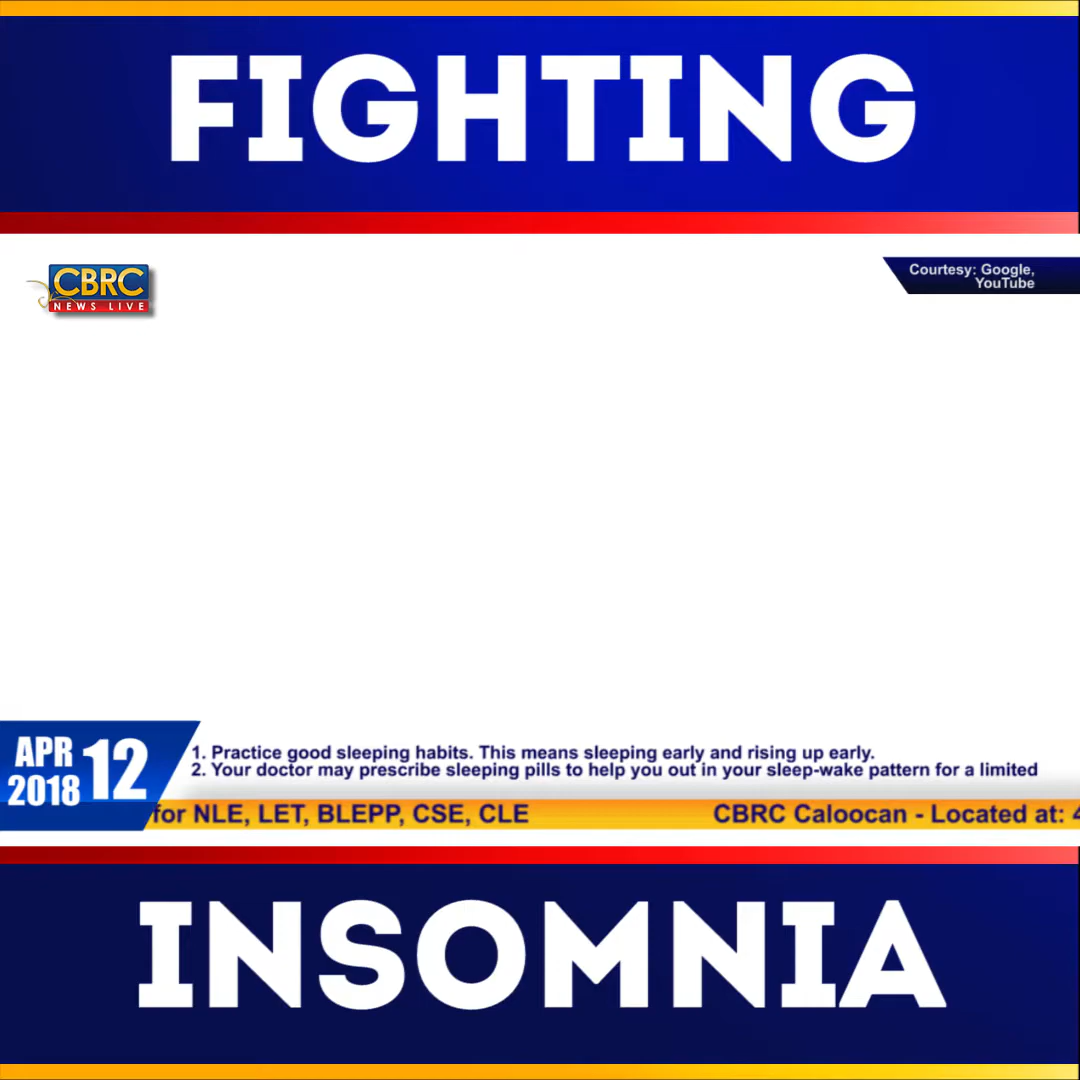 FIGHTING
CBRC
NEWS LIVE
Courtesy: Google,
YouTube
APR
2018
12
1. Practice good sleeping habits. This means sleeping early and rising up early.
2. Your doctor may prescribe sleeping pills to help you out in your sleep-wake pattern for a limited
for NLE, LET, BLEPP, CSE, CLE CBRC Caloocan - Located at:
INSOMNIA